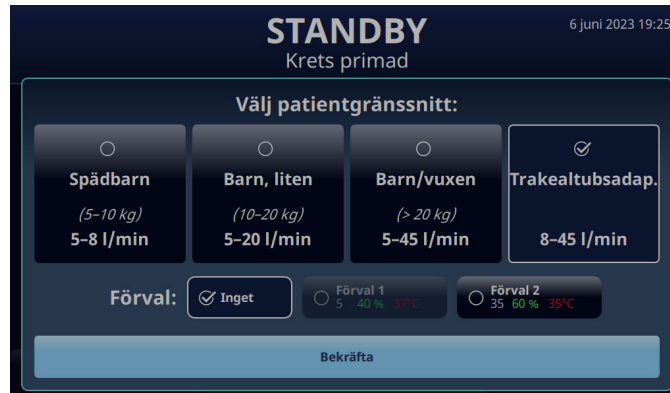 STANDBY
6 juni 2023 19:25
Krets primad
Välj patientgränssnitt:
Spädbarn
(5–10 kg)
5–8 l/min
Barn, liten
(10–20 kg)
5–20 l/min
Barn/vuxen
(> 20 kg)
5–45 l/min
Trakealtubsadap.
8–45 l/min
Förval:
Inget
Förval 1
5 40 % 37°C
Förval 2
35 60 % 35°C
Bekräfta